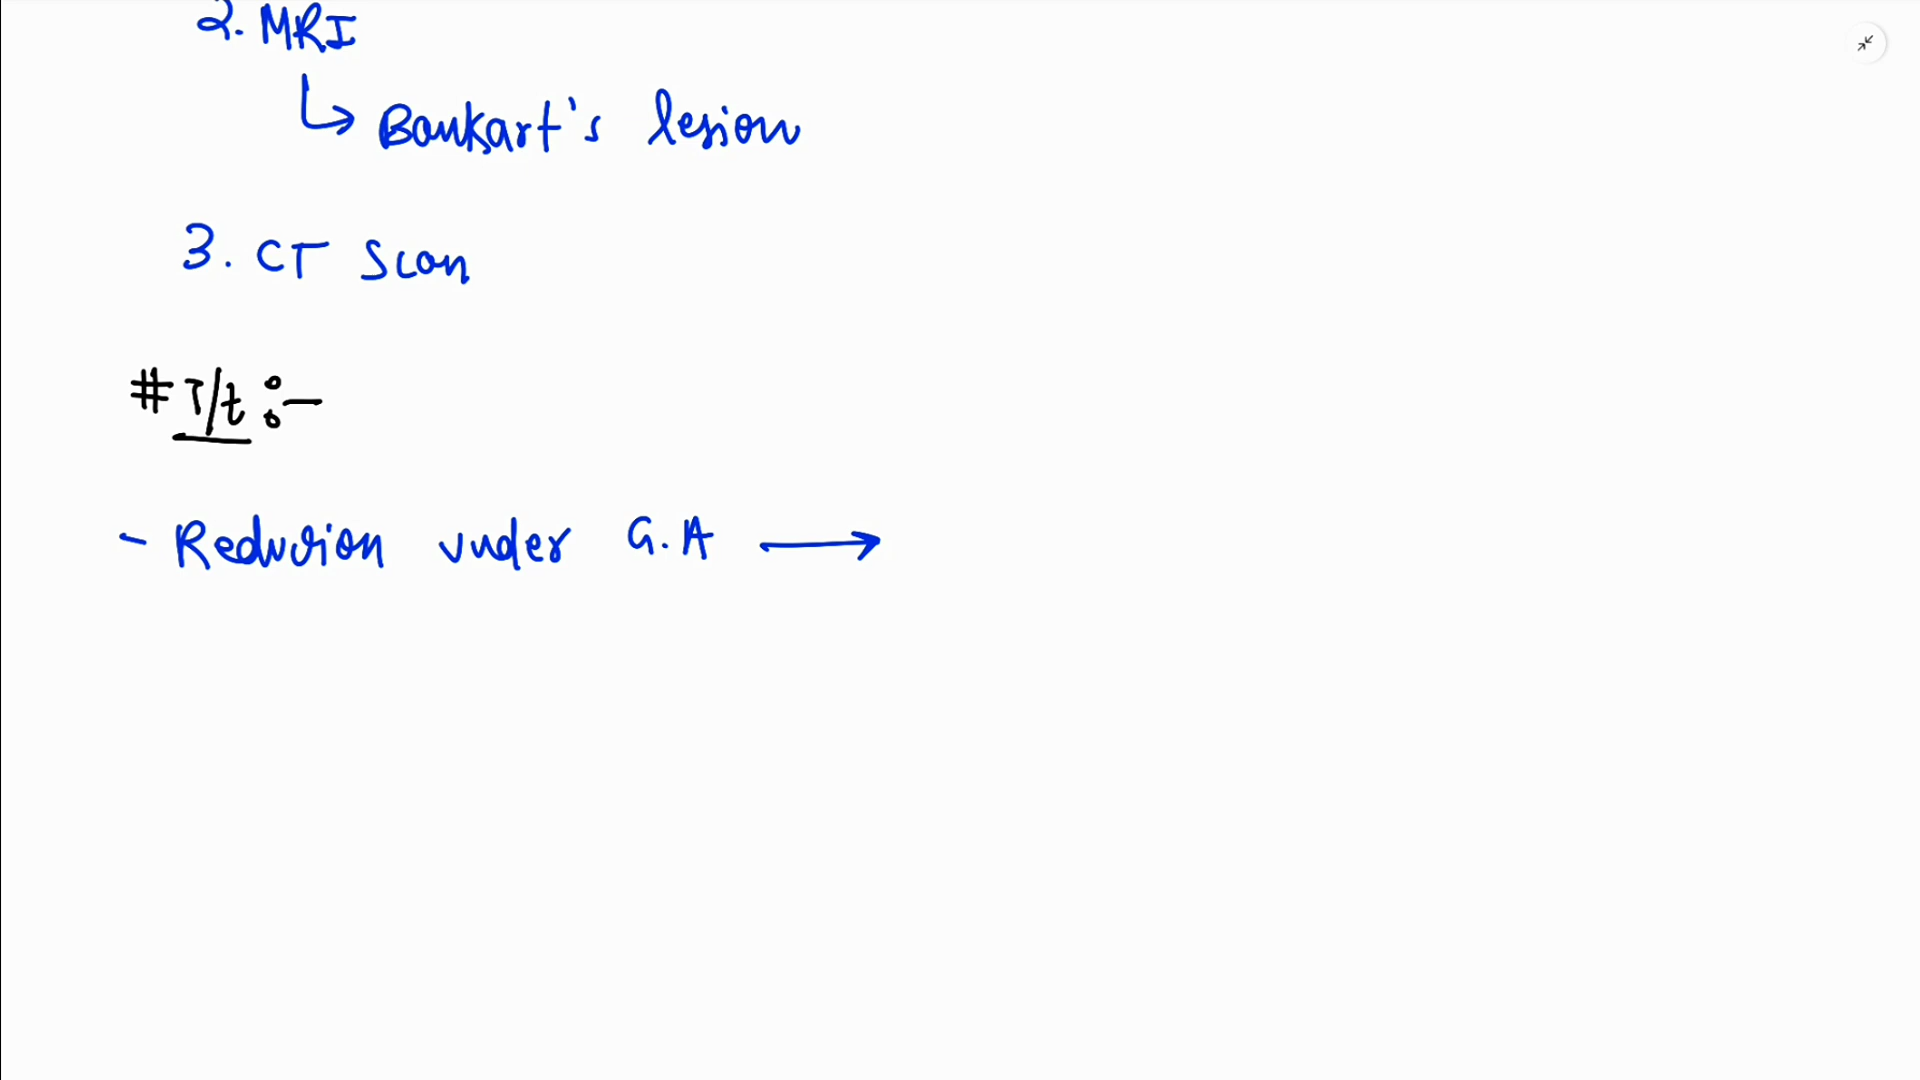 2. MRI
↳ Bankart's lesion
3. CT Scan
# T/t :-
- Reduction under G.A →